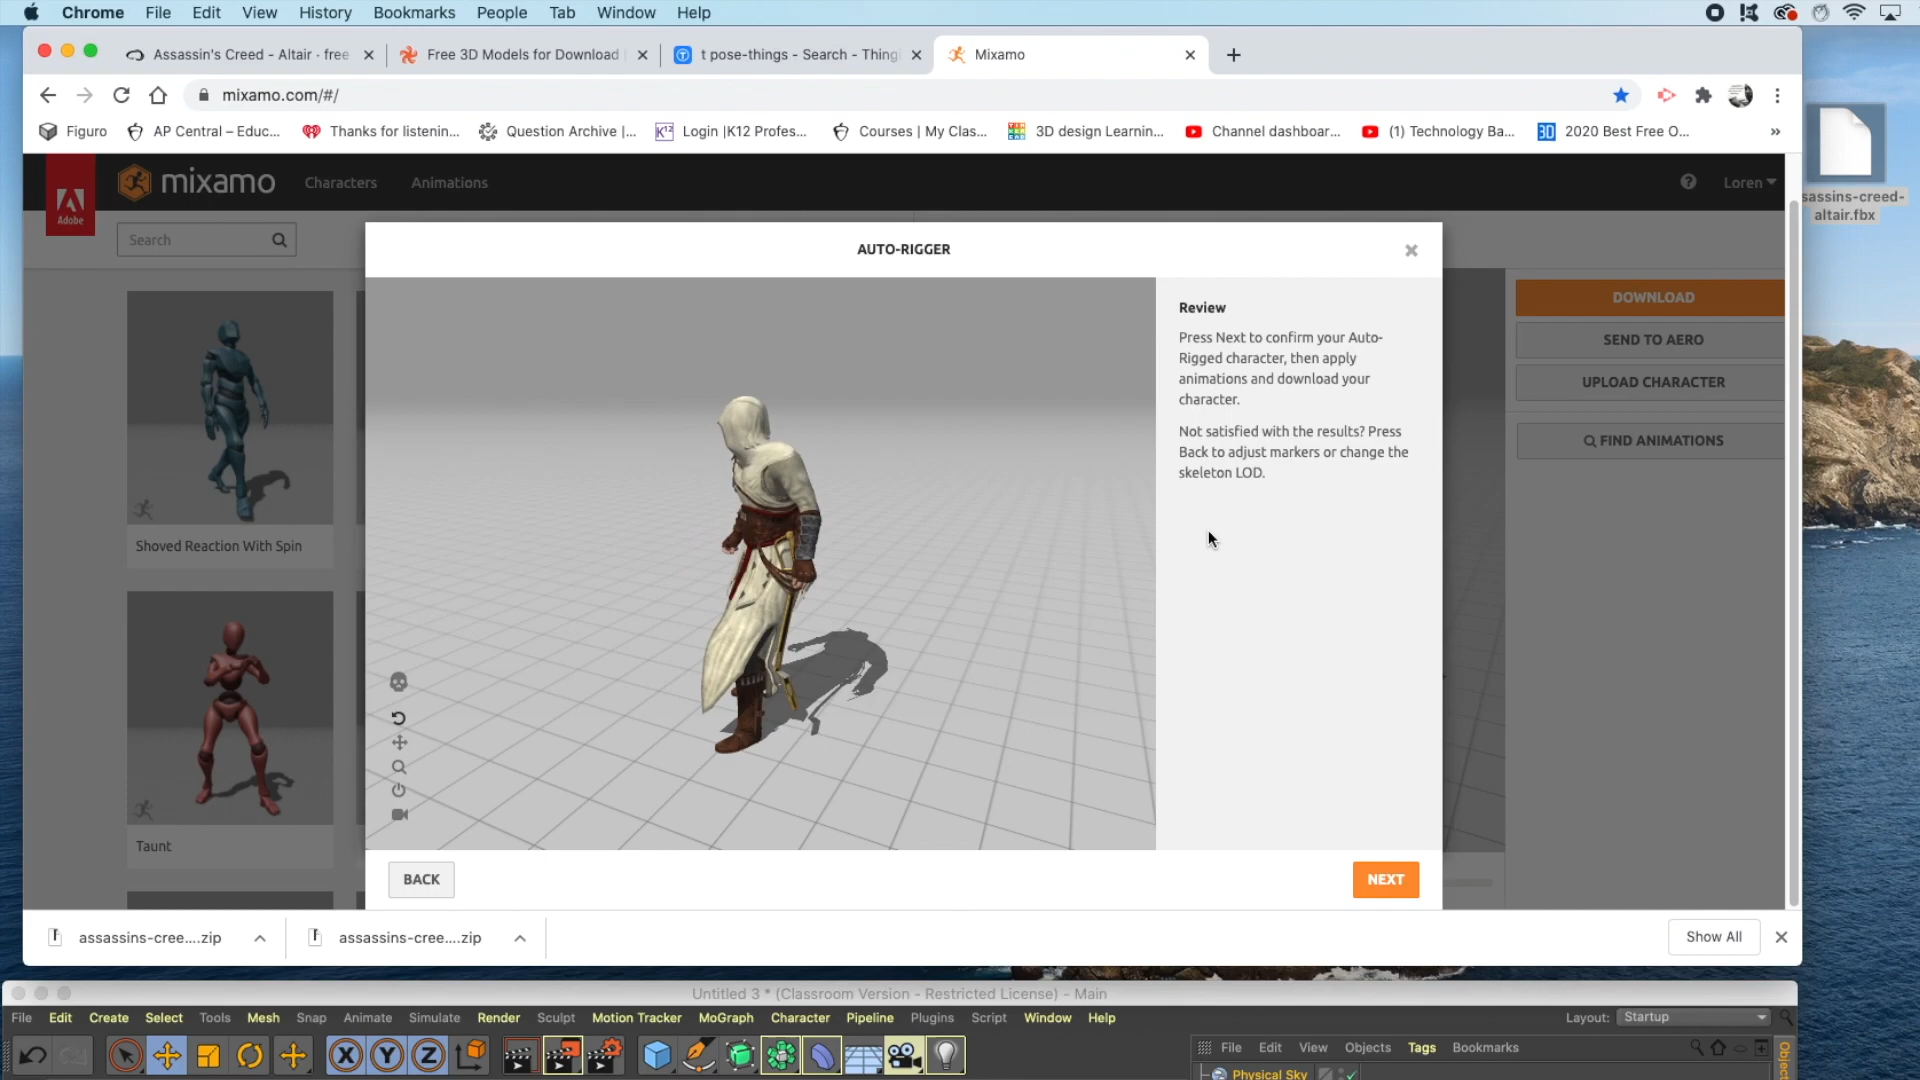 Chrome File Edit View History Bookmarks People Tab Window Help
Assassin's Creed - Altair · free
Free 3D Models for Download
t pose-things - Search - Thing
Mixamo
mixamo.com/#/
Figuro
AP Central – Educ...
Thanks for listenin...
Question Archive |...
K12
Login |K12 Profes...
Courses | My Clas...
3D design Learnin...
Channel dashboar...
(1) Technology Ba...
3D
2020 Best Free O...
»
sassins-creed-
altair.fbx
Adobe
mixamo
Characters
Animations
Loren
Search
AUTO-RIGGER
Review
Press Next to confirm your Auto-
Rigged character, then apply
animations and download your
character.
Not satisfied with the results? Press
Back to adjust markers or change the
skeleton LOD.
DOWNLOAD
SEND TO AERO
UPLOAD CHARACTER
FIND ANIMATIONS
Shoved Reaction With Spin
Taunt
BACK
NEXT
assassins-cree....zip
assassins-cree....zip
Show All
Untitled 3 * (Classroom Version - Restricted License) - Main
File Edit Create Select Tools Mesh Snap Animate Simulate Render Sculpt Motion Tracker MoGraph Character Pipeline Plugins Script Window Help
Layout: Startup
X Y Z
File Edit View Objects Tags Bookmarks
Physical Sky
Object